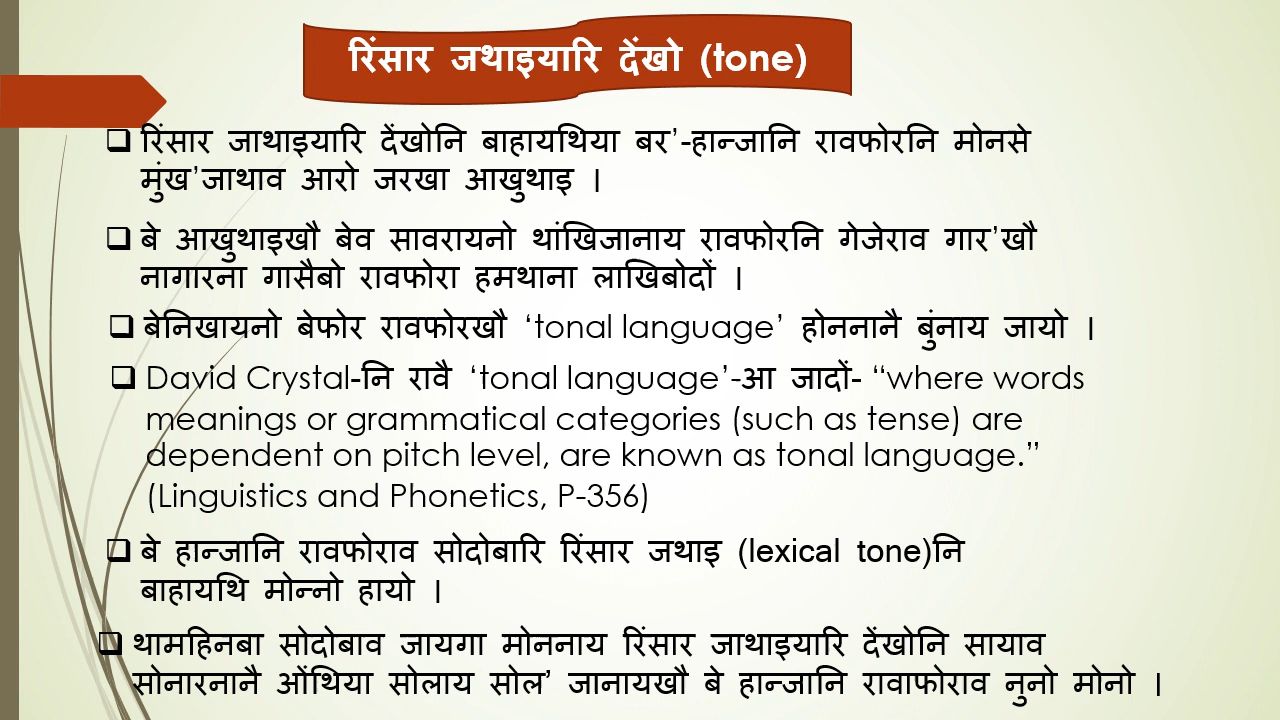 रिंसार जथाइयारि देंखो (tone)
रिंसार जाथाइयारि देंखोनि बाहायथिया बर’-हान्जानि रावफोरनि मोनसे
मुंख’जाथाव आरो जरखा आखुथाइ ।
बे आखुथाइखौ बेव सावरायनो थांखिजानाय रावफोरनि गेजेराव गार’खौ
नागारना गासैबो रावफोरा हमथाना लाखिबोदों ।
बेनिखायनो बेफोर रावफोरखौ ‘tonal language’ होननानै बुंनाय जायो ।
David Crystal-नि रावै ‘tonal language’-आ जादों- “where words
meanings or grammatical categories (such as tense) are
dependent on pitch level, are known as tonal language.”
(Linguistics and Phonetics, P-356)
बे हान्जानि रावफोराव सोदोबारि रिंसार जथाइ (lexical tone)नि
बाहायथि मोन्नो हायो ।
थामहिनबा सोदोबाव जायगा मोननाय रिंसार जाथाइयारि देंखोनि सायाव
सोनारनानै ओंथिया सोलाय सोल’ जानायखौ बे हान्जानि रावाफोराव नुनो मोनो ।